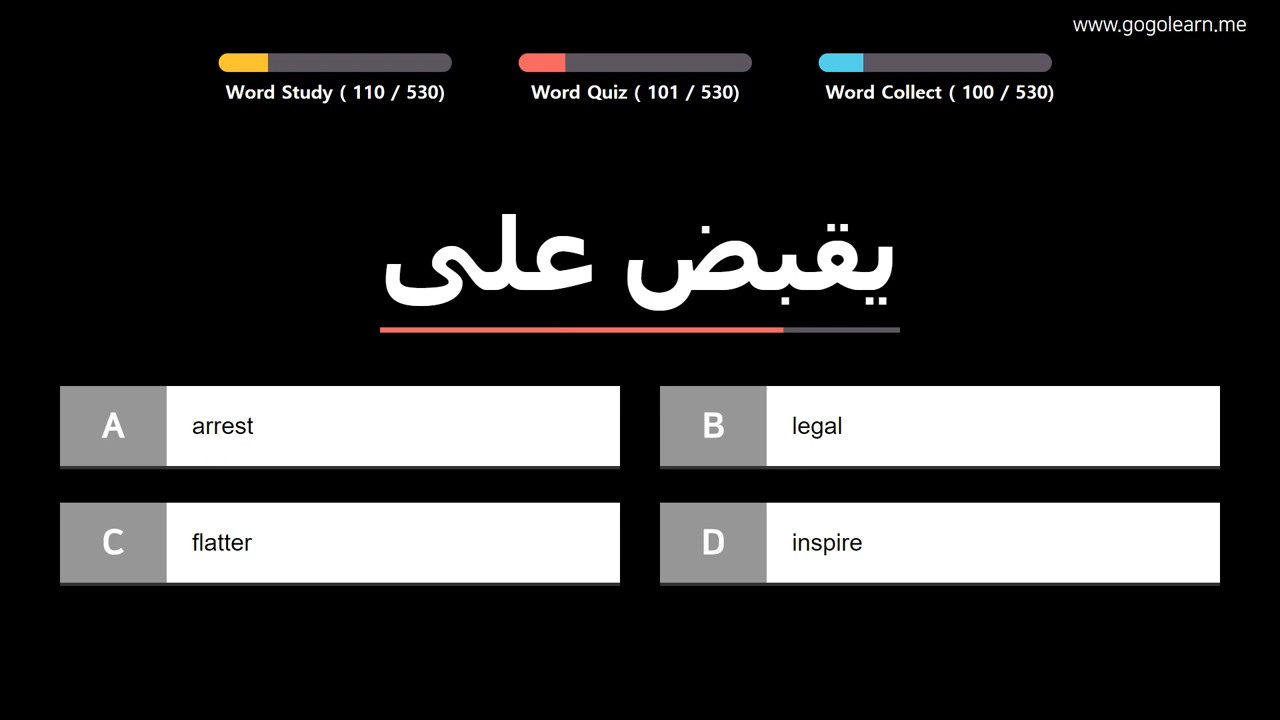 www.gogolearn.me
Word Study ( 110 / 530)
Word Quiz ( 101 / 530)
Word Collect ( 100 / 530)
يقبض على
A arrest
B legal
C flatter
D inspire